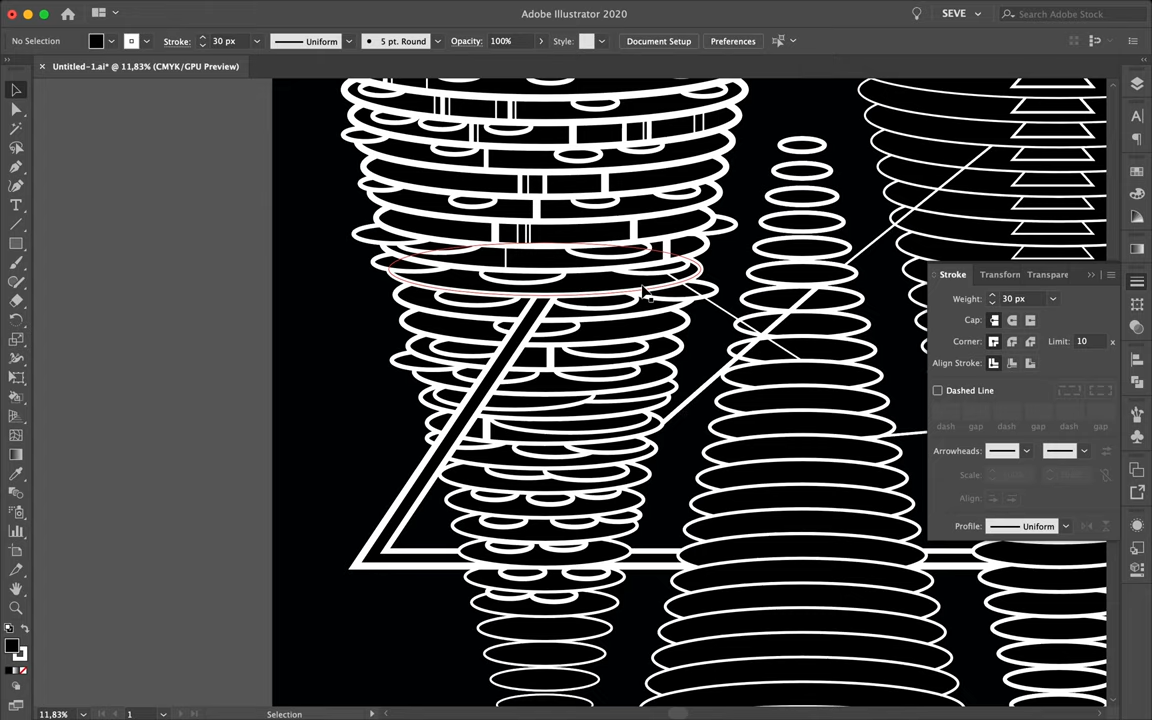 Adobe Illustrator 2020
SEVE
Search Adobe Stock
No Selection
Stroke:
30 px
Uniform
5 pt. Round
Opacity:
100%
Style:
Document Setup
Preferences
Untitled-1.ai* @ 11,83% (CMYK/GPU Preview)
Stroke
Transform
Transpare
Weight:
30 px
Cap:
Corner:
Limit:
10
x
Align Stroke:
Dashed Line
dash gap dash gap dash gap
Arrowheads:
Scale:
Align:
Profile:
Uniform
11,83%
1
Selection